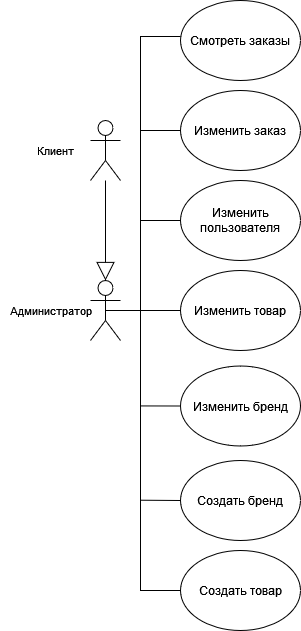 Смотреть заказы
Изменить заказ
Клиент
Изменить
пользователя
Администратор
Изменить товар
Изменить бренд
Создать бренд
Создать товар